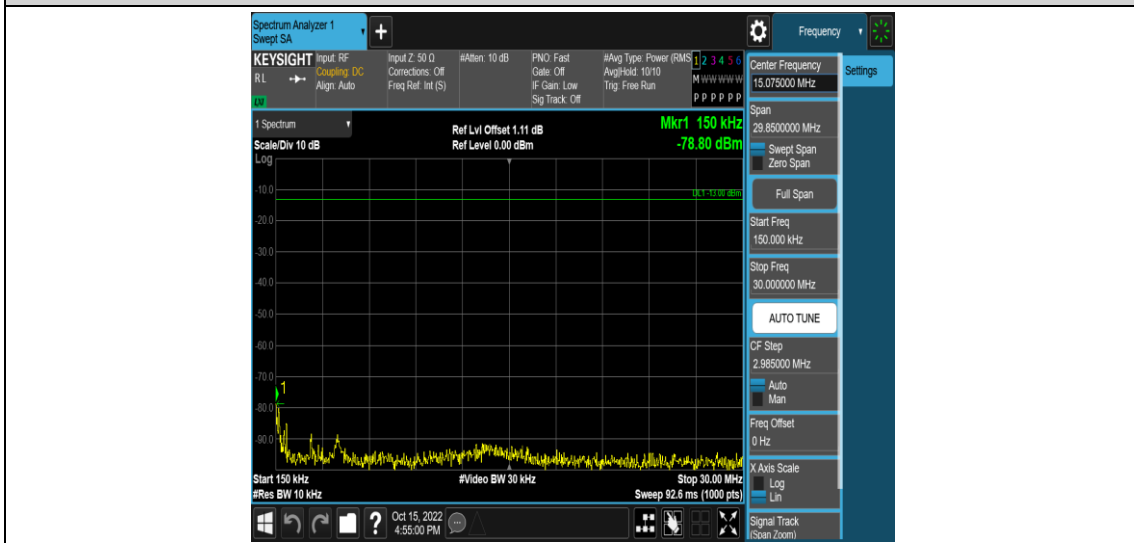 Spectrum Analyzer 1
Swept SA
+
Frequency
KEYSIGHT
RL
Input: RF
Coupling: DC
Align: Auto
Input Z: 50 Ω
Corrections: Off
Freq Ref: Int (S)
#Atten: 10 dB
PNO: Fast
Gate: Off
IF Gain: Low
Sig Track: Off
#Avg Type: Power (RMS
Avg|Hold: 10/10
Trig: Free Run
1 2 3 4 5 6
M W W W W W
P P P P P P
1 Spectrum
Scale/Div 10 dB
Log
Ref Lvl Offset 1.11 dB
Ref Level 0.00 dBm
Mkr1 150 kHz
-78.80 dBm
DL1 -13.00 dBm
-10.0
-20.0
-30.0
-40.0
-50.0
-60.0
-70.0
-80.0
-90.0
1
Start 150 kHz
#Res BW 10 kHz
#Video BW 30 kHz
Stop 30.00 MHz
Sweep 92.6 ms (1000 pts)
Center Frequency
15.075000 MHz
Settings
Span
29.8500000 MHz
Swept Span
Zero Span
Full Span
Start Freq
150.000 kHz
Stop Freq
30.000000 MHz
AUTO TUNE
CF Step
2.985000 MHz
Auto
Man
Freq Offset
0 Hz
X Axis Scale
Log
Lin
Signal Track
(Span Zoom)
?
Oct 15, 2022
4:55:00 PM